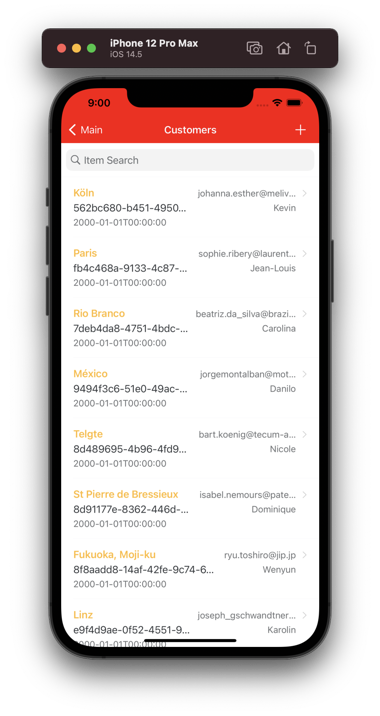 iPhone 12 Pro Max
iOS 14.5
9:00
Main
Customers
Item Search
Köln johanna.esther@meliv...
562bc680-b451-4950... Kevin
2000-01-01T00:00:00
Paris sophie.ribery@laurent...
fb4c468a-9133-4c87-... Jean-Louis
2000-01-01T00:00:00
Rio Branco beatriz.da_silva@brazi...
7deb4da8-4751-4bdc-... Carolina
2000-01-01T00:00:00
México jorgemontalban@mot...
9494f3c6-51e0-49ac-... Danilo
2000-01-01T00:00:00
Telgte bart.koenig@tecum-a...
8d489695-4b96-4fd9... Nicole
2000-01-01T00:00:00
St Pierre de Bressieux isabel.nemours@pate...
8d91177e-8362-446d-... Dominique
2000-01-01T00:00:00
Fukuoka, Moji-ku ryu.toshiro@jip.jp
8f8aadd8-14af-42fe-9c74-6... Wenyun
2000-01-01T00:00:00
Linz joseph_gschwandtner...
e9f4d9ae-0f52-4551-9... Karolin
2000-01-01T00:00:00